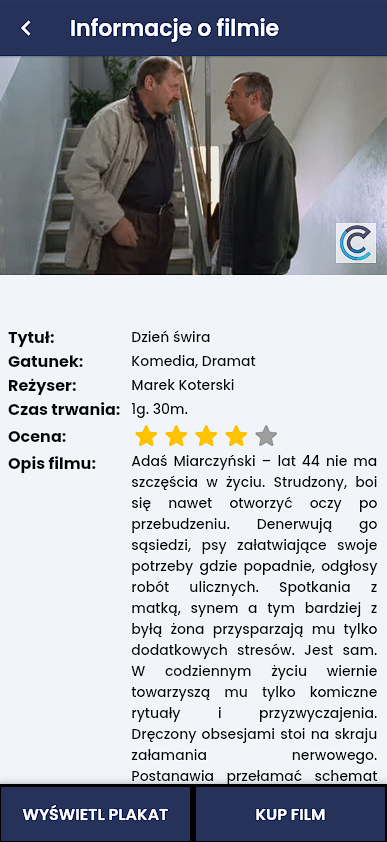 Informacje o filmie
Tytuł: Dzień świra
Gatunek: Komedia, Dramat
Reżyser: Marek Koterski
Czas trwania: 1g. 30m.
Ocena:
Opis filmu: Adaś Miarczyński – lat 44 nie ma
szczęścia w życiu. Strudzony, boi
się nawet otworzyć oczy po
przebudzeniu. Denerwują go
sąsiedzi, psy załatwiające swoje
potrzeby gdzie popadnie, odgłosy
robót ulicznych. Spotkania z
matką, synem a tym bardziej z
byłą żona przysparzają mu tylko
dodatkowych stresów. Jest sam.
W codziennym życiu wiernie
towarzyszą mu tylko komiczne
rytuały i przyzwyczajenia.
Dręczony obsesjami stoi na skraju
załamania nerwowego.
Postanawia przełamać schemat
WYŚWIETL PLAKAT
KUP FILM